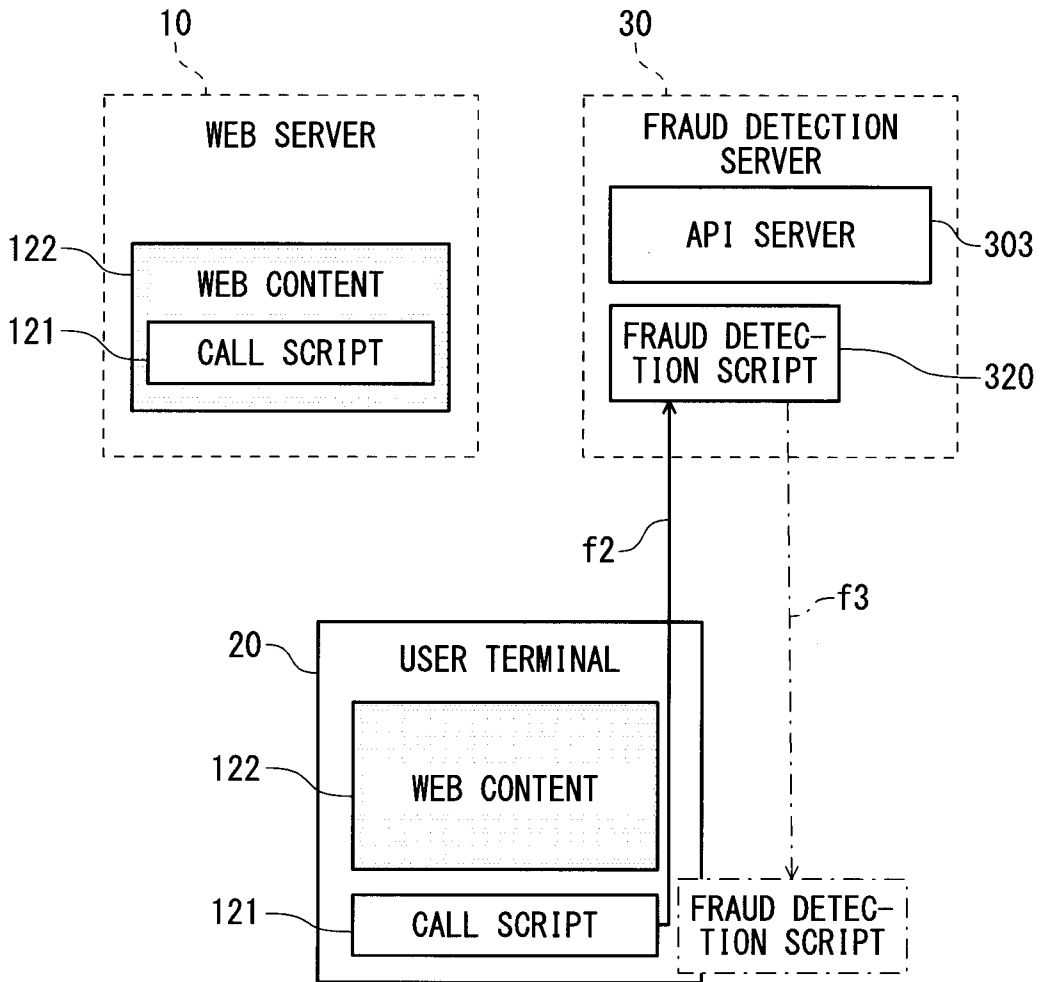 10
30
WEB SERVER
FRAUD DETECTION
SERVER
API SERVER
303
122
WEB CONTENT
121
CALL SCRIPT
FRAUD DETEC-
TION SCRIPT
320
f2
f3
20
USER TERMINAL
122
WEB CONTENT
121
CALL SCRIPT
FRAUD DETEC-
TION SCRIPT